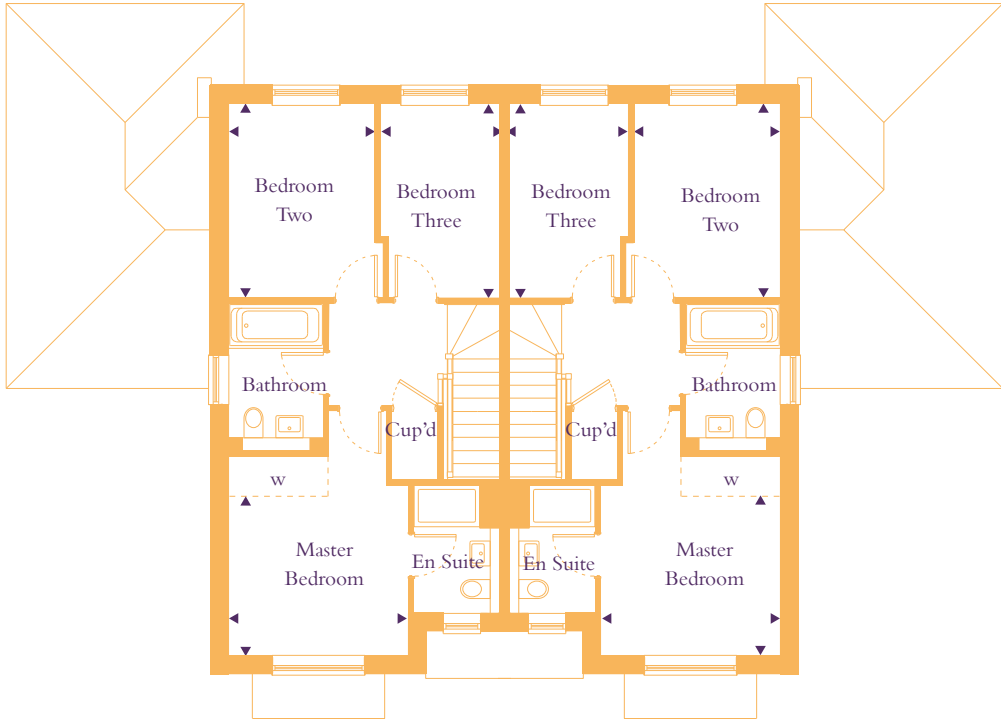 Bedroom
Two
Bedroom
Three
Bedroom
Three
Bedroom
Two
Bathroom
Bathroom
Cup'd
Cup'd
w
w
Master
Bedroom
En Suite
En Suite
Master
Bedroom